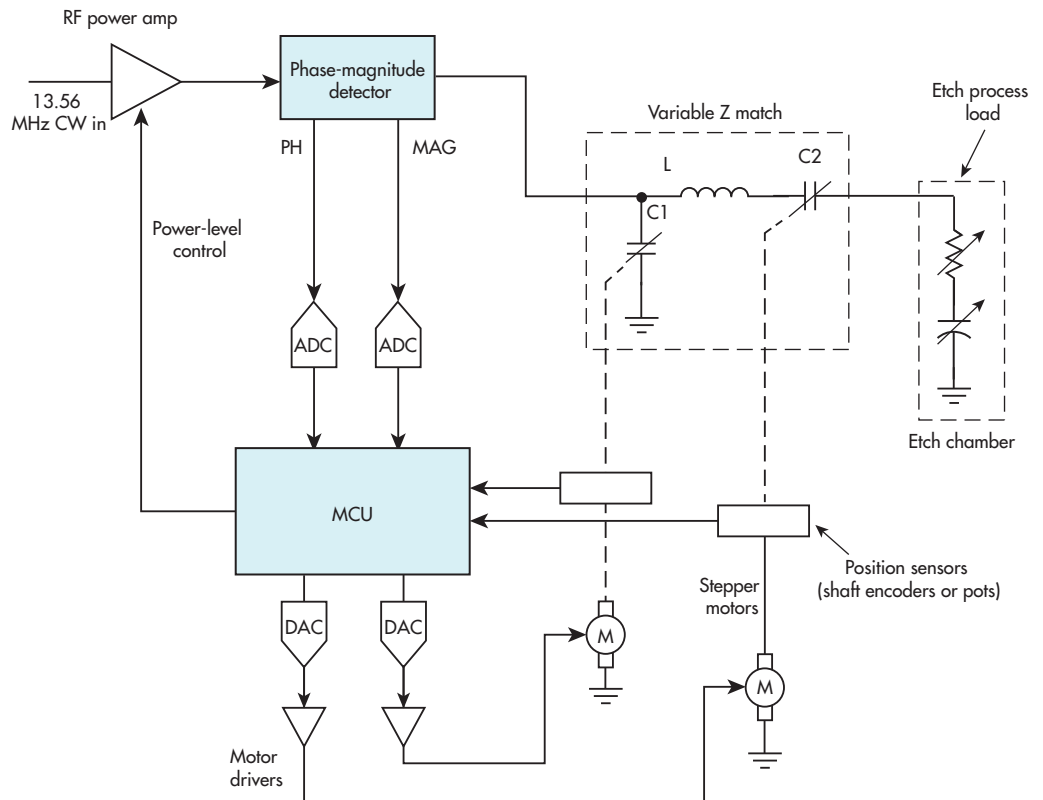 RF power amp
13.56
MHz CW in
Phase-magnitude
detector
PH
MAG
Power-level
control
Variable Z match
L
C2
C1
Etch process
load
Etch chamber
ADC
ADC
MCU
Position sensors
(shaft encoders or pots)
Stepper
motors
DAC
DAC
M
M
Motor
drivers